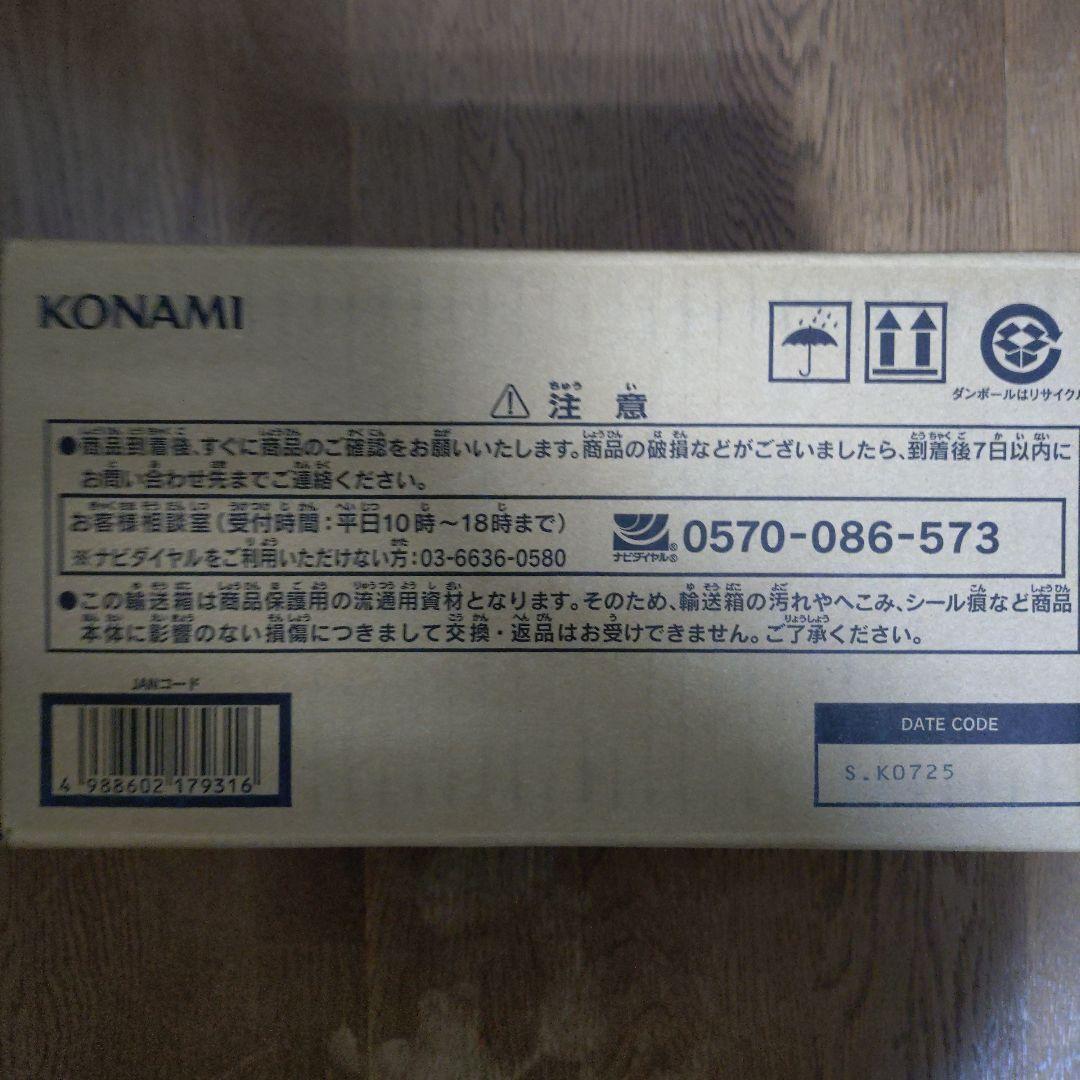 KONAMI
ダンボールはリサイクル
注意
●商品到着後、すぐに商品のご確認をお願いいたします。商品の破損などがございましたら、到着後7日以内に
お問い合わせ先までご連絡ください。
お客様相談室(受付時間:平日10時～18時まで)
※ナビダイヤルをご利用いただけない方:03-6636-0580
ナビダイヤル®
0570-086-573
●この輸送箱は商品保護用の流通用資材となります。そのため、輸送箱の汚れやへこみ、シール痕など商品
本体に影響のない損傷につきまして交換・返品はお受けできません。ご了承ください。
JANコード
4 988602 179316
DATE CODE
S.K0725